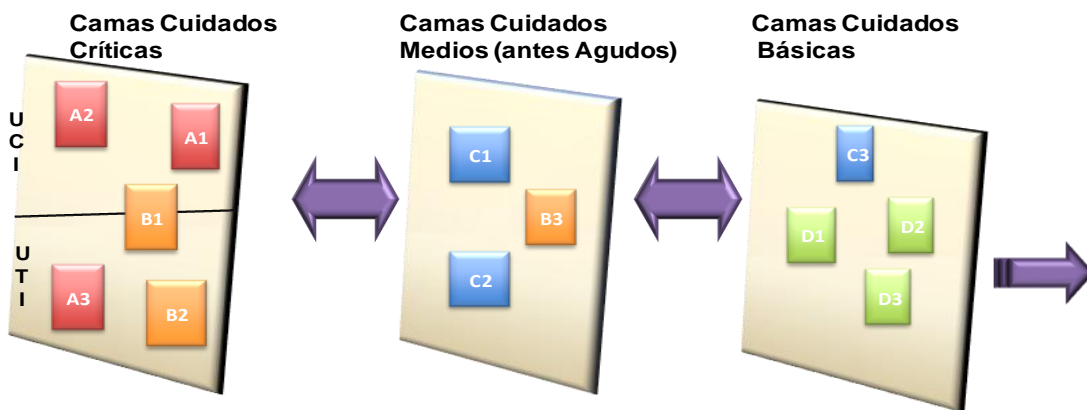 Camas Cuidados
Críticas
Camas Cuidados
Medios (antes Agudos)
Camas Cuidados
Básicas
U
C
I
A2
A1
B1
U
T
I
A3
B2
C1
B3
C2
C3
D1
D2
D3